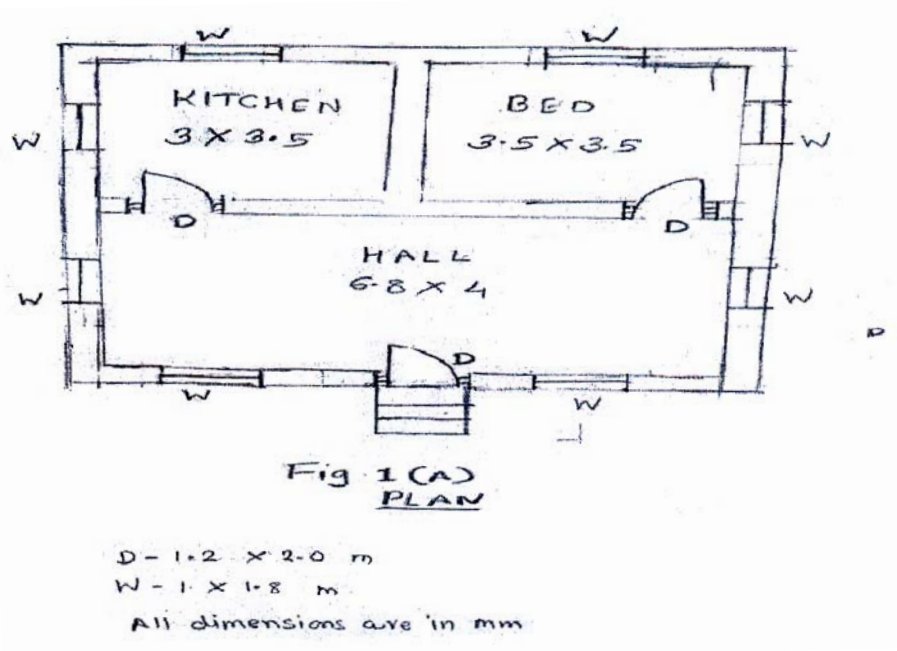 W W
KITCHEN BED
3 X 3.5 3.5 X 3.5
W W
D D
HALL
6.8 X 4
W W
D
D
W W
Fig 1 (A)
PLAN
D - 1.2 X 2.0 m
W - 1 X 1.8 m
All dimensions are in mm